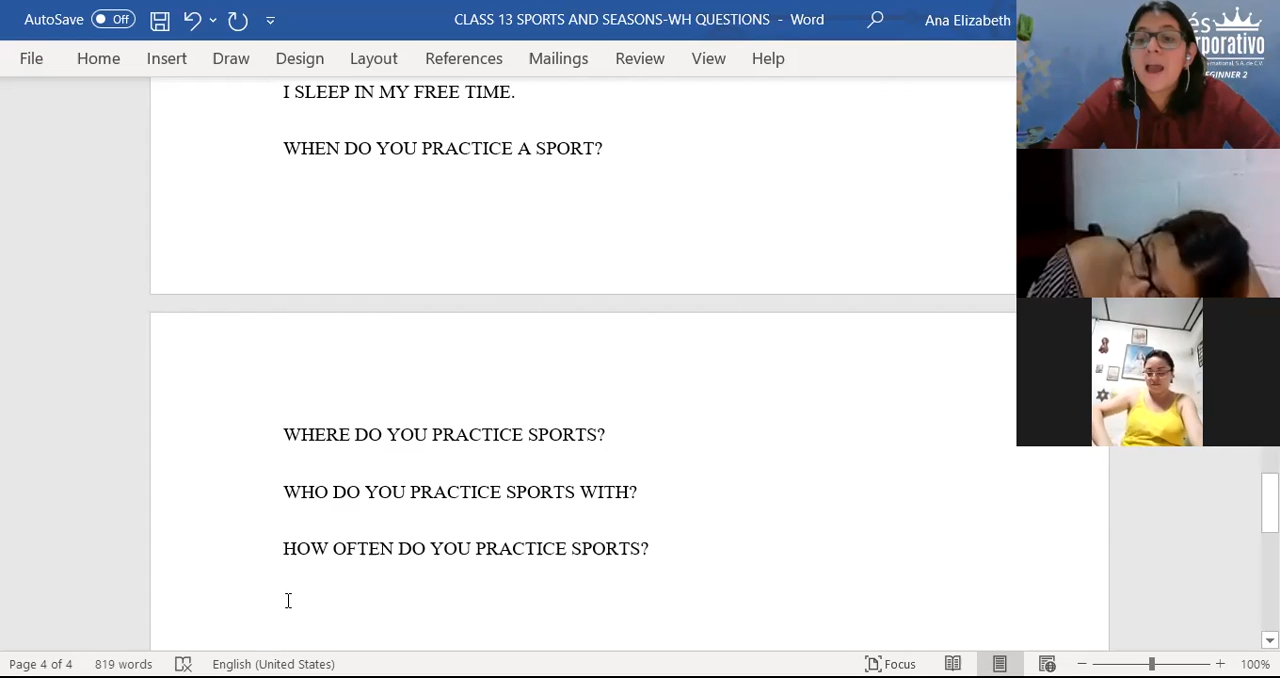 AutoSave Off CLASS 13 SPORTS AND SEASONS-WH QUESTIONS - Word Ana Elizabeth
File Home Insert Draw Design Layout References Mailings Review View Help
I SLEEP IN MY FREE TIME.
WHEN DO YOU PRACTICE A SPORT?
WHERE DO YOU PRACTICE SPORTS?
WHO DO YOU PRACTICE SPORTS WITH?
HOW OFTEN DO YOU PRACTICE SPORTS?
Page 4 of 4 819 words English (United States) Focus 100%